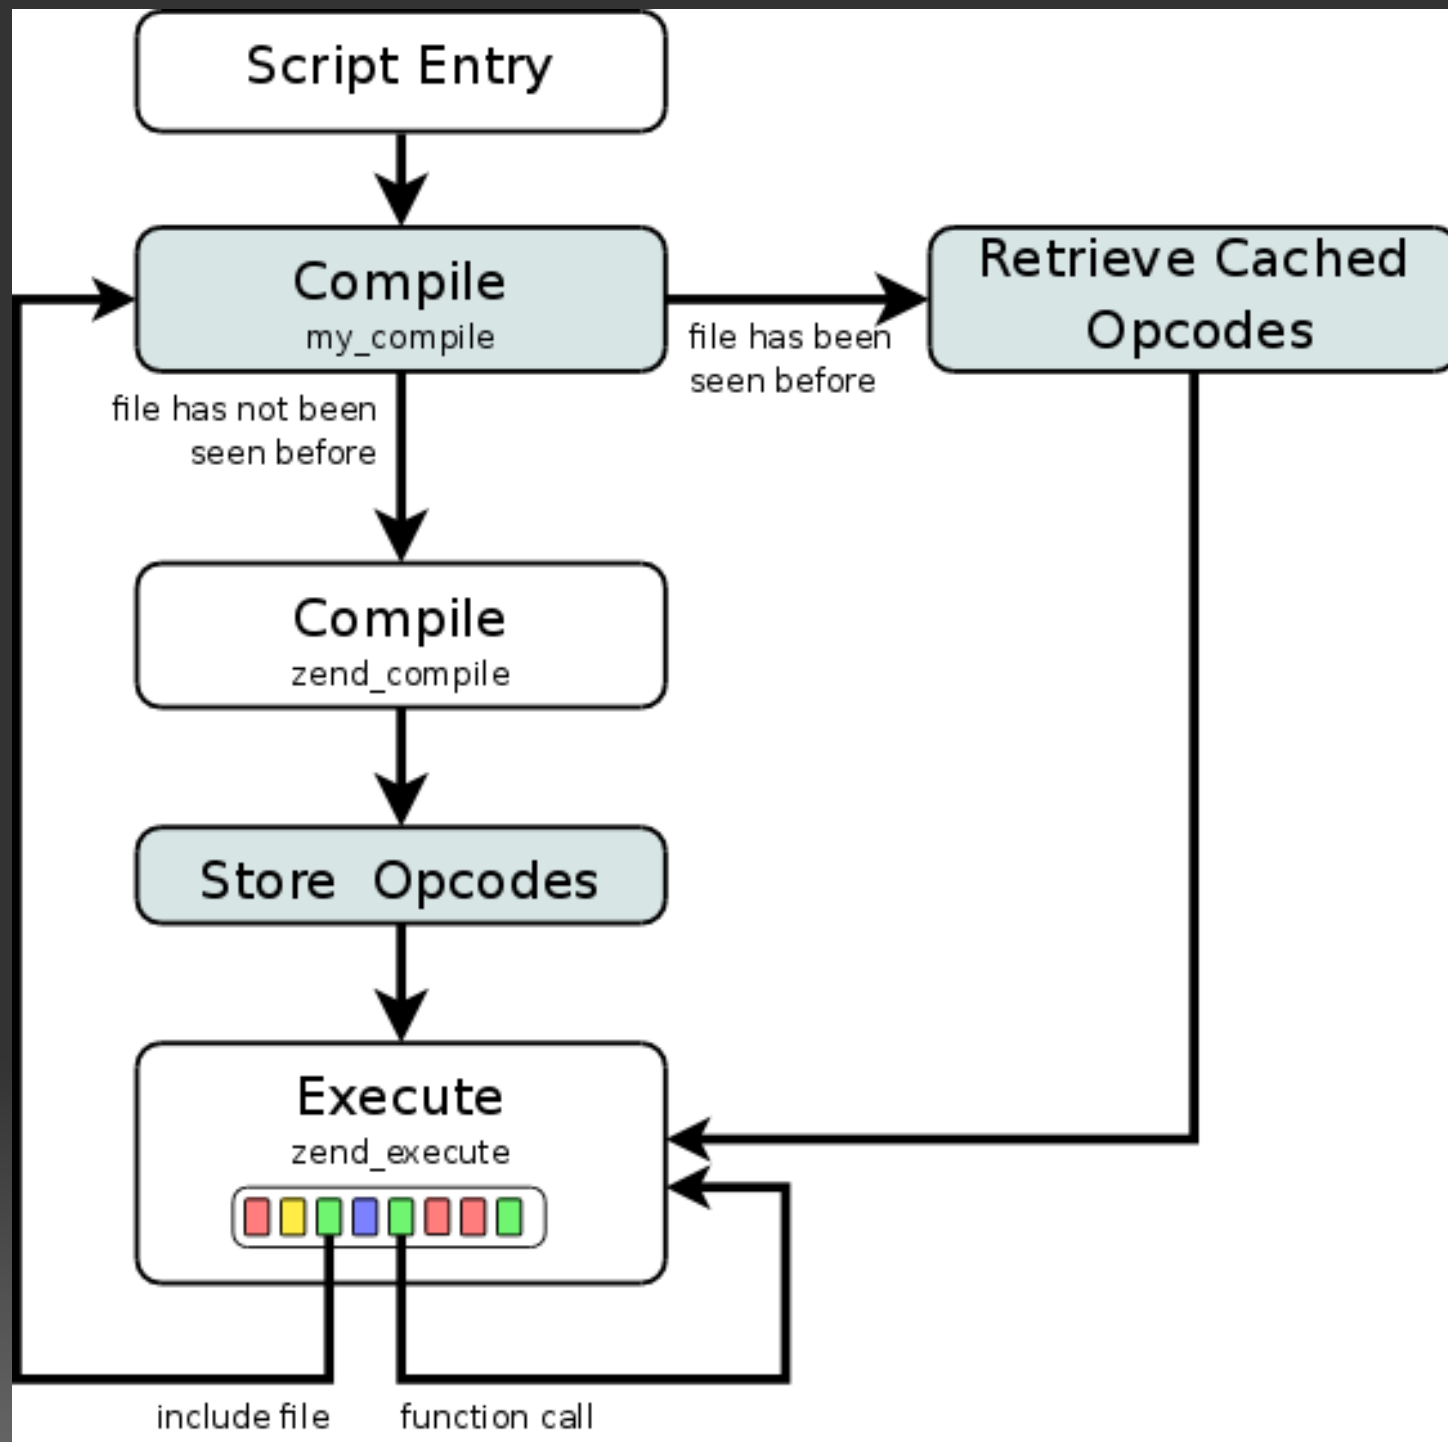 Script Entry
Compile
my_compile
Retrieve Cached
Opcodes
file has been
seen before
file has not been
seen before
Compile
zend_compile
Store Opcodes
Execute
zend_execute
include file
function call